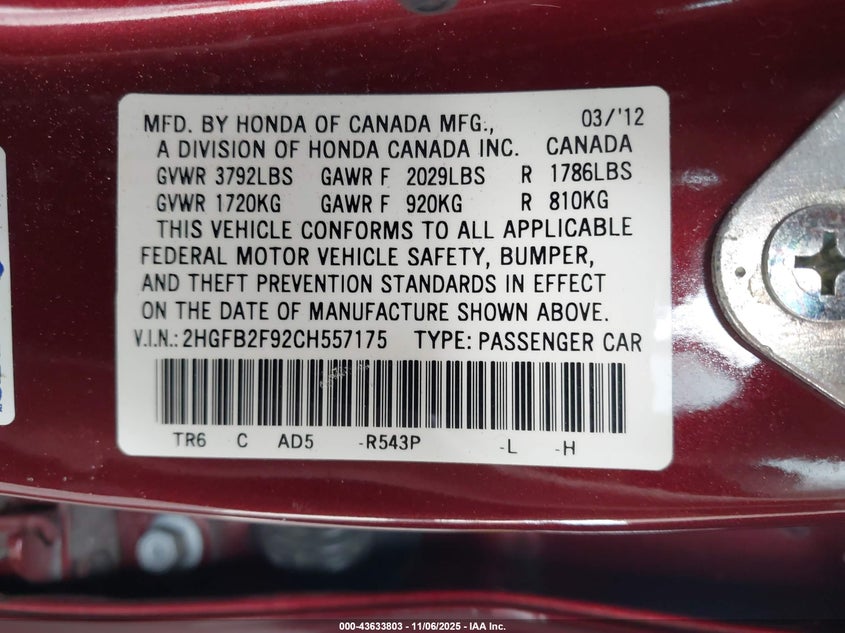 MFD. BY HONDA OF CANADA MFG., 03/'12
A DIVISION OF HONDA CANADA INC. CANADA
GVWR 3792LBS GAWR F 2029LBS R 1786LBS
GVWR 1720KG GAWR F 920KG R 810KG
THIS VEHICLE CONFORMS TO ALL APPLICABLE
FEDERAL MOTOR VEHICLE SAFETY, BUMPER,
AND THEFT PREVENTION STANDARDS IN EFFECT
ON THE DATE OF MANUFACTURE SHOWN ABOVE.
V.I.N.: 2HGFB2F92CH557175 TYPE: PASSENGER CAR
TR6 C AD5 -R543P -L -H
000-43633803 - 11/06/2025 - IAA Inc.